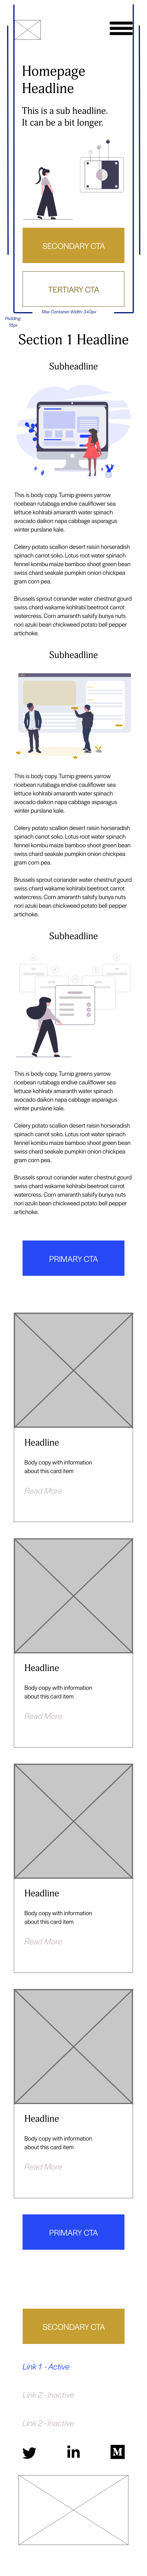 Homepage
Headline
This is a sub headline.
It can be a bit longer.
SECONDARY CTA
TERTIARY CTA
Max Container Width: 340px
Padding:
15px
Section 1 Headline
Subheadline
This is body copy. Turnip greens yarrow
ricebean rutabaga endive cauliflower sea
lettuce kohlrabi amaranth water spinach
avocado daikon napa cabbage asparagus
winter purslane kale.
Celery potato scallion desert raisin horseradish
spinach carrot soko. Lotus root water spinach
fennel kombu maize bamboo shoot green bean
swiss chard seakale pumpkin onion chickpea
gram corn pea.
Brussels sprout coriander water chestnut gourd
swiss chard wakame kohlrabi beetroot carrot
watercress. Corn amaranth salsify bunya nuts
nori azuki bean chickweed potato bell pepper
artichoke.
Subheadline
This is body copy. Turnip greens yarrow
ricebean rutabaga endive cauliflower sea
lettuce kohlrabi amaranth water spinach
avocado daikon napa cabbage asparagus
winter purslane kale.
Celery potato scallion desert raisin horseradish
spinach carrot soko. Lotus root water spinach
fennel kombu maize bamboo shoot green bean
swiss chard seakale pumpkin onion chickpea
gram corn pea.
Brussels sprout coriander water chestnut gourd
swiss chard wakame kohlrabi beetroot carrot
watercress. Corn amaranth salsify bunya nuts
nori azuki bean chickweed potato bell pepper
artichoke.
Subheadline
This is body copy. Turnip greens yarrow
ricebean rutabaga endive cauliflower sea
lettuce kohlrabi amaranth water spinach
avocado daikon napa cabbage asparagus
winter purslane kale.
Celery potato scallion desert raisin horseradish
spinach carrot soko. Lotus root water spinach
fennel kombu maize bamboo shoot green bean
swiss chard seakale pumpkin onion chickpea
gram corn pea.
Brussels sprout coriander water chestnut gourd
swiss chard wakame kohlrabi beetroot carrot
watercress. Corn amaranth salsify bunya nuts
nori azuki bean chickweed potato bell pepper
artichoke.
PRIMARY CTA
Headline
Body copy with information
about this card item
Read More
Headline
Body copy with information
about this card item
Read More
Headline
Body copy with information
about this card item
Read More
Headline
Body copy with information
about this card item
Read More
PRIMARY CTA
SECONDARY CTA
Link 1 - Active
Link 2 - Inactive
Link 2 - Inactive
in
M